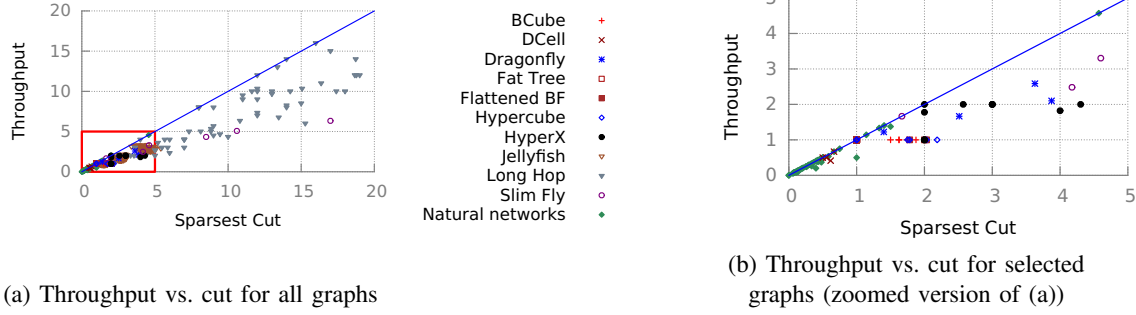 20
15
10
5
0
Throughput
0
5
10
15
20
Sparsest Cut
(a) Throughput vs. cut for all graphs
BCube
DCell
Dragonfly
Fat Tree
Flattened BF
Hypercube
HyperX
Jellyfish
Long Hop
Slim Fly
Natural networks
4
3
2
1
0
Throughput
0
1
2
3
4
5
Sparsest Cut
(b) Throughput vs. cut for selected
graphs (zoomed version of (a))